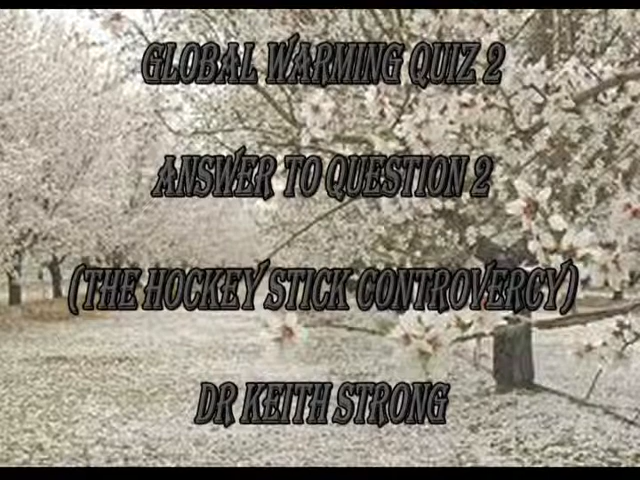 GLOBAL WARMING QUIZ 2
ANSWER TO QUESTION 2
(THE HOCKEY STICK CONTROVERCY)
DR KEITH STRONG